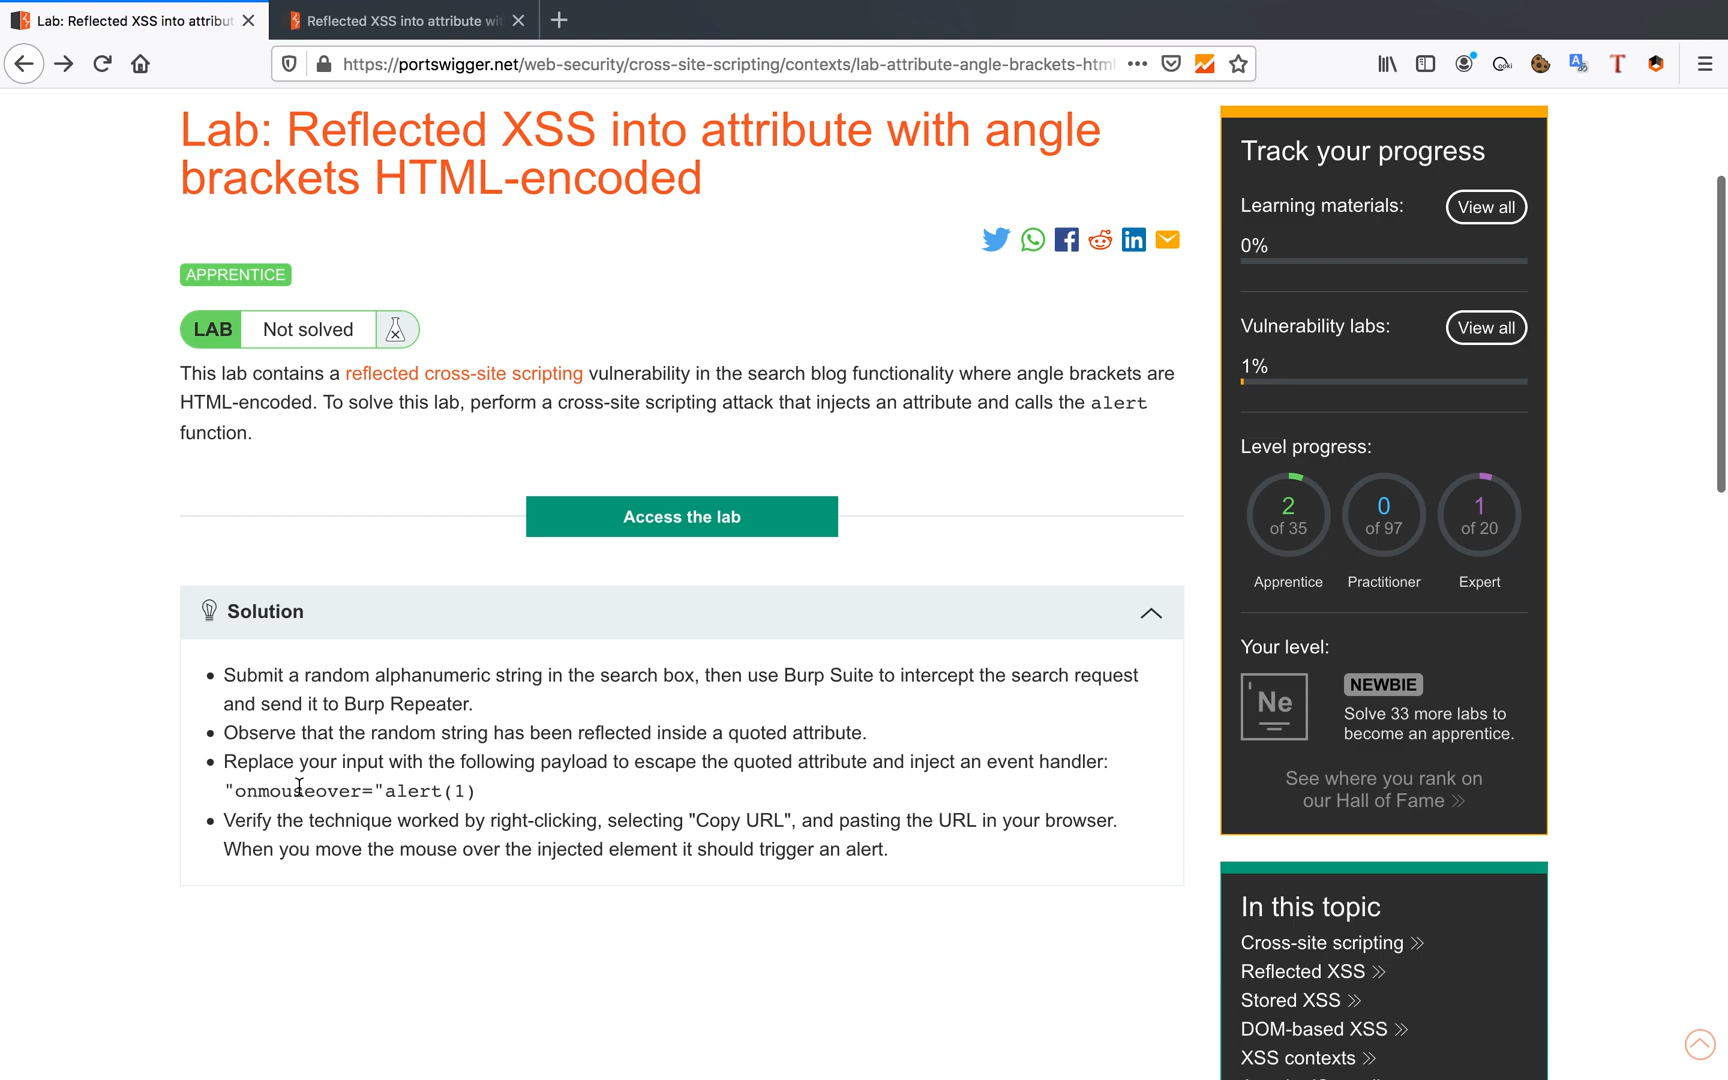 Lab: Reflected XSS into attribut
Reflected XSS into attribute wit
https://portswigger.net/web-security/cross-site-scripting/contexts/lab-attribute-angle-brackets-html
Lab: Reflected XSS into attribute with angle
brackets HTML-encoded
APPRENTICE
LAB Not solved
This lab contains a reflected cross-site scripting vulnerability in the search blog functionality where angle brackets are
HTML-encoded. To solve this lab, perform a cross-site scripting attack that injects an attribute and calls the alert
function.
Access the lab
Solution
Submit a random alphanumeric string in the search box, then use Burp Suite to intercept the search request
and send it to Burp Repeater.
Observe that the random string has been reflected inside a quoted attribute.
Replace your input with the following payload to escape the quoted attribute and inject an event handler:
"onmouseover="alert(1)
Verify the technique worked by right-clicking, selecting "Copy URL", and pasting the URL in your browser.
When you move the mouse over the injected element it should trigger an alert.
Track your progress
Learning materials: View all
0%
Vulnerability labs: View all
1%
Level progress:
2 0 1
of 35 of 97 of 20
Apprentice Practitioner Expert
Your level:
Ne
NEWBIE
Solve 33 more labs to
become an apprentice.
See where you rank on
our Hall of Fame
In this topic
Cross-site scripting
Reflected XSS
Stored XSS
DOM-based XSS
XSS contexts